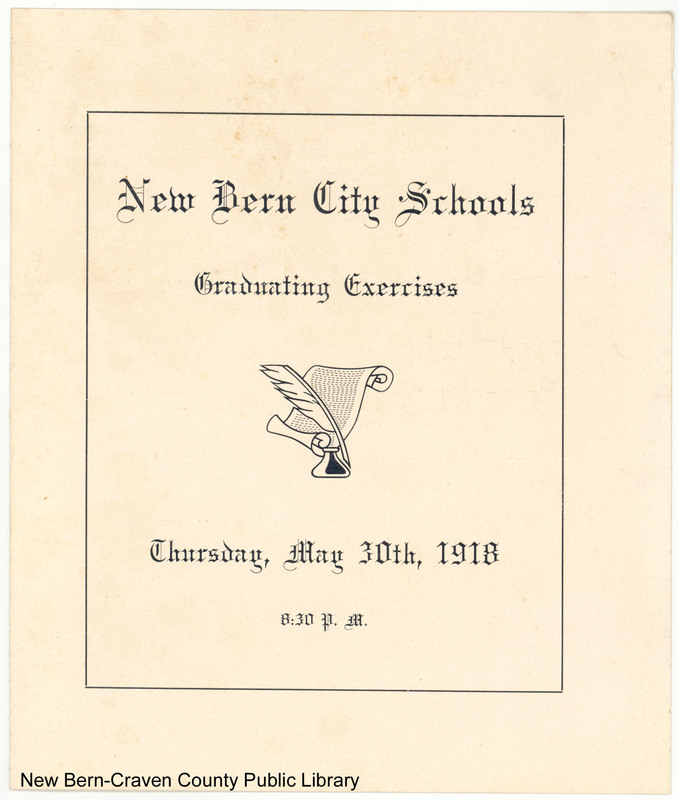 New Bern City Schools
Graduating Exercises
Thursday, May 30th, 1918
8:30 P. M.
New Bern-Craven County Public Library